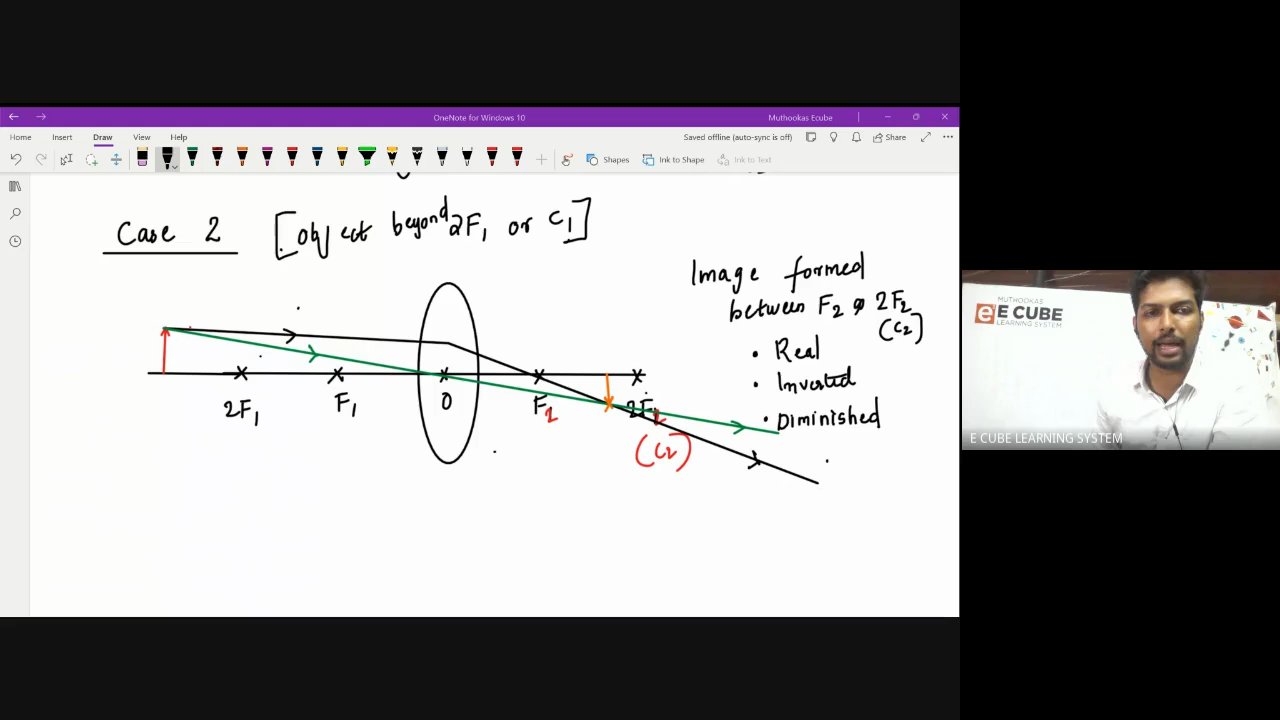 OneNote for Windows 10
Muthookas Ecube
Home Insert Draw View Help
Saved offline (auto-sync is off)
Share
Shapes
Ink to Shape
Ink to Text
Case 2 [object beyond 2F1 or C1]
Image formed
between F2 & 2F2
(C2)
• Real
• Inverted
• Diminished
2F1 F1 O F2 2F2
(C2)
MUTHOOKAS
e E CUBE
LEARNING SYSTEM
E CUBE LEARNING SYSTEM